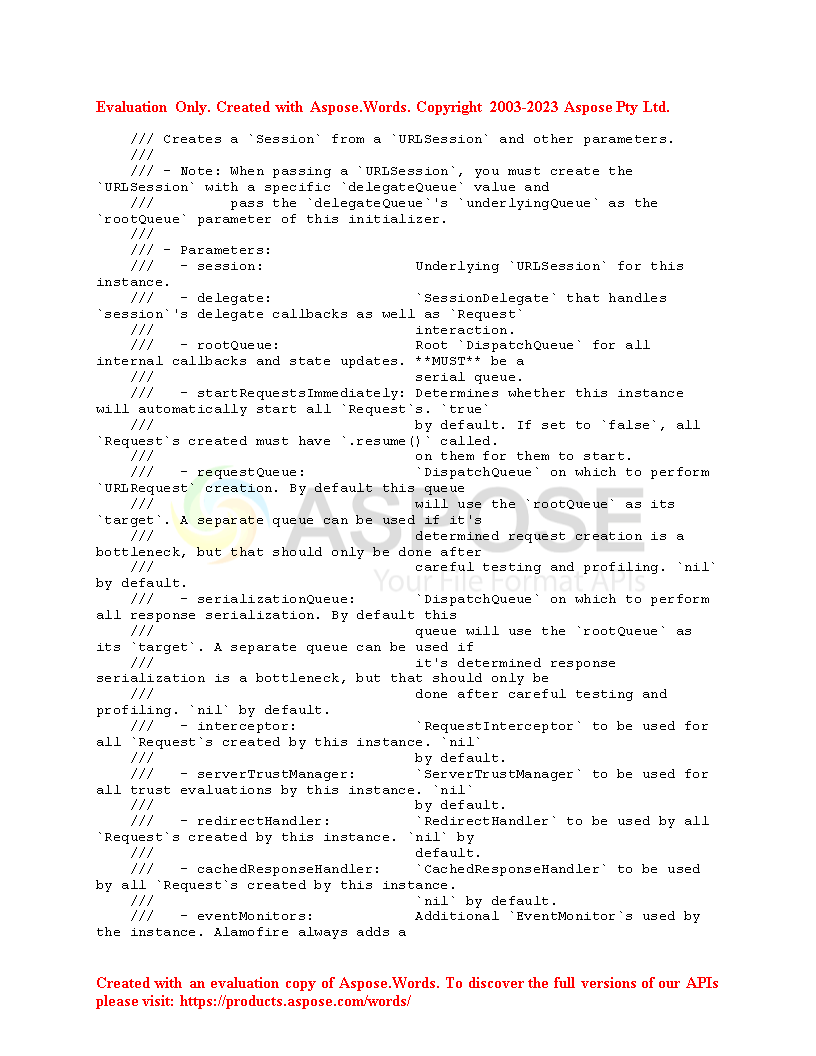 Evaluation Only. Created with Aspose.Words. Copyright 2003-2023 Aspose Pty Ltd.
    /// Creates a `Session` from a `URLSession` and other parameters.
    ///
    /// - Note: When passing a `URLSession`, you must create the
`URLSession` with a specific `delegateQueue` value and
    ///         pass the `delegateQueue`'s `underlyingQueue` as the
`rootQueue` parameter of this initializer.
    ///
    /// - Parameters:
    ///   - session:                  Underlying `URLSession` for this
instance.
    ///   - delegate:                 `SessionDelegate` that handles
`session`'s delegate callbacks as well as `Request`
    ///                               interaction.
    ///   - rootQueue:                Root `DispatchQueue` for all
internal callbacks and state updates. **MUST** be a
    ///                               serial queue.
    ///   - startRequestsImmediately: Determines whether this instance
will automatically start all `Request`s. `true`
    ///                               by default. If set to `false`, all
`Request`s created must have `.resume()` called.
    ///                               on them for them to start.
    ///   - requestQueue:             `DispatchQueue` on which to perform
`URLRequest` creation. By default this queue
    ///                               will use the `rootQueue` as its
`target`. A separate queue can be used if it's
    ///                               determined request creation is a
bottleneck, but that should only be done after
    ///                               careful testing and profiling. `nil`
by default.
    ///   - serializationQueue:       `DispatchQueue` on which to perform
all response serialization. By default this
    ///                               queue will use the `rootQueue` as
its `target`. A separate queue can be used if
    ///                               it's determined response
serialization is a bottleneck, but that should only be
    ///                               done after careful testing and
profiling. `nil` by default.
    ///   - interceptor:              `RequestInterceptor` to be used for
all `Request`s created by this instance. `nil`
    ///                               by default.
    ///   - serverTrustManager:       `ServerTrustManager` to be used for
all trust evaluations by this instance. `nil`
    ///                               by default.
    ///   - redirectHandler:          `RedirectHandler` to be used by all
`Request`s created by this instance. `nil` by
    ///                               default.
    ///   - cachedResponseHandler:    `CachedResponseHandler` to be used
by all `Request`s created by this instance.
    ///                               `nil` by default.
    ///   - eventMonitors:            Additional `EventMonitor`s used by
the instance. Alamofire always adds a
ASPOSE
Your File Format APIs
Created with an evaluation copy of Aspose.Words. To discover the full versions of our APIs
please visit: https://products.aspose.com/words/